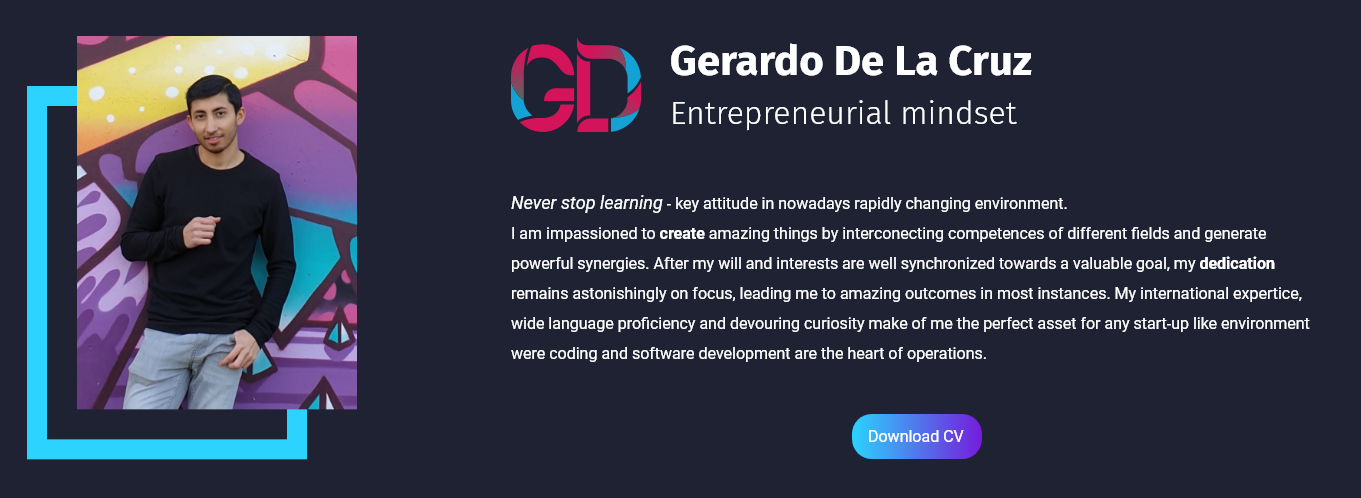 GD
Gerardo De La Cruz
Entrepreneurial mindset
Never stop learning - key attitude in nowadays rapidly changing environment.
I am impassioned to create amazing things by interconecting competences of different fields and generate
powerful synergies. After my will and interests are well synchronized towards a valuable goal, my dedication
remains astonishingly on focus, leading me to amazing outcomes in most instances. My international expertice,
wide language proficiency and devouring curiosity make of me the perfect asset for any start-up like environment
were coding and software development are the heart of operations.
Download CV